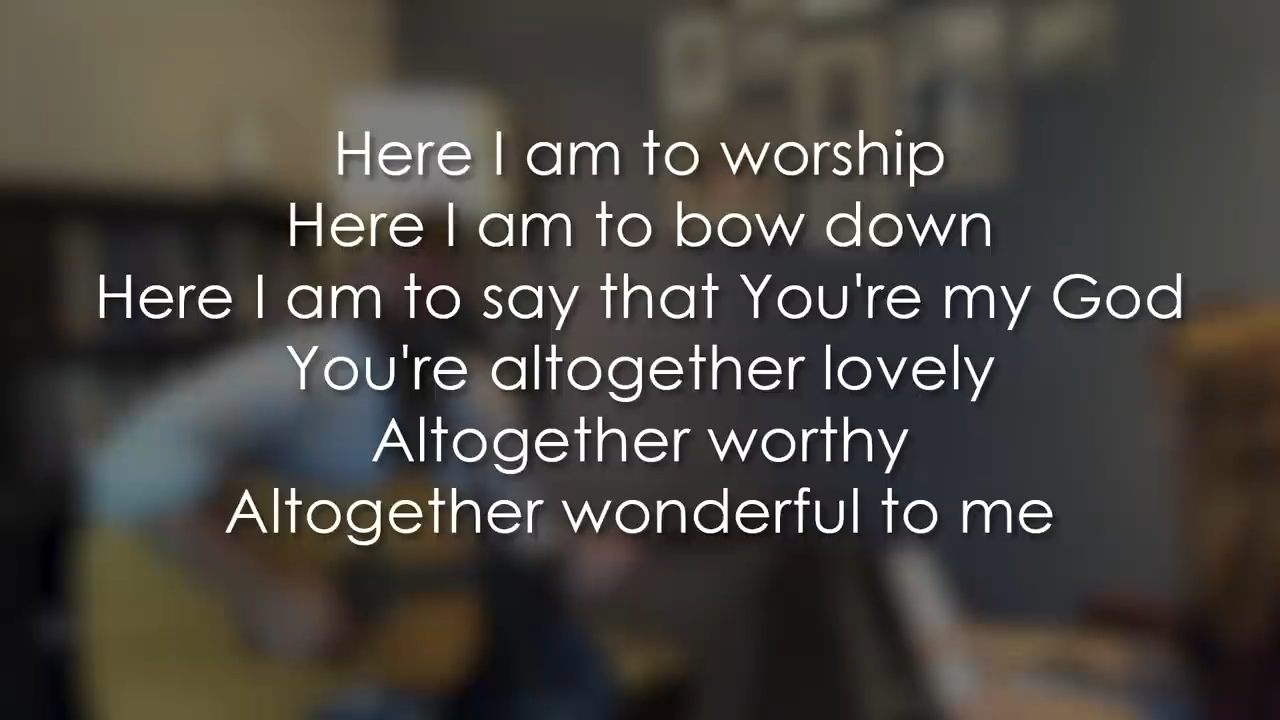 Here I am to worship
Here I am to bow down
Here I am to say that You're my God
You're altogether lovely
Altogether worthy
Altogether wonderful to me